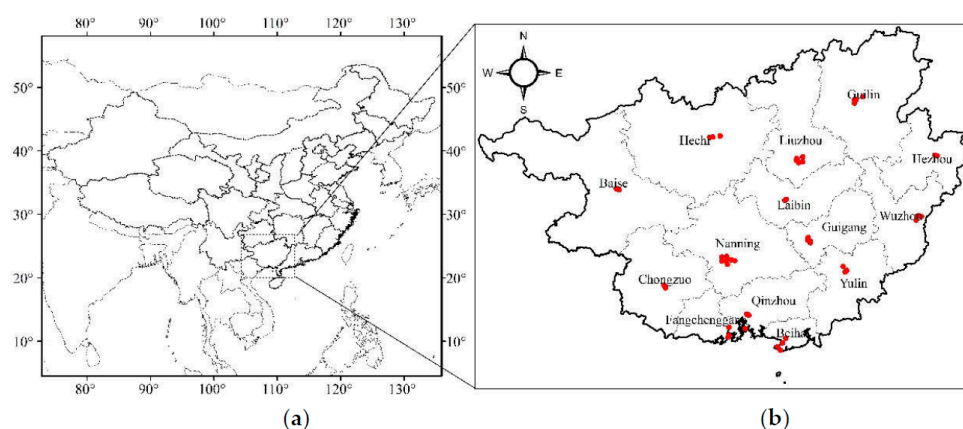 80° 90° 100° 110° 120° 130°
50°
40°
30°
20°
10°
80° 90° 100° 110° 120° 130°
(a)
N
W E
S
Guilin
Hechi
Liuzhou
Hezhou
Baise
Laibin
Wuzhou
Guigang
Nanning
Chongzuo
Yulin
Qinzhou
Fangchenggang
Beihai
50°
40°
30°
20°
10°
(b)